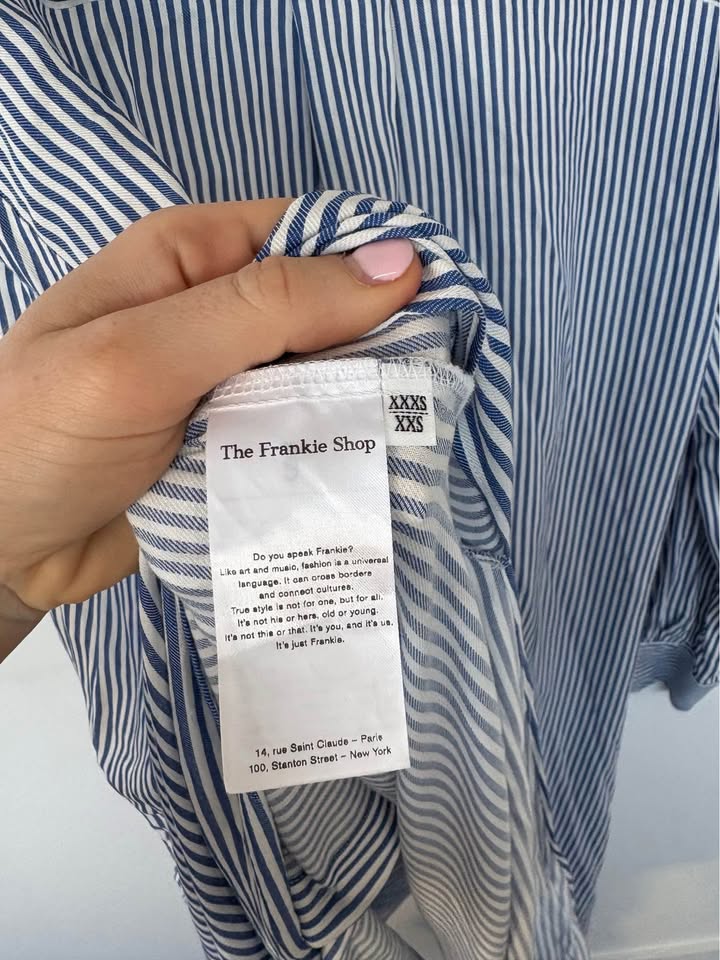 XXXS
XXS
The Frankie Shop
Do you speak Frankie?
Like art and music, fashion is a universal
language. It can cross borders
and connect cultures.
True style is not for one, but for all.
It's not his or hers, old or young.
It's not this or that. It's you, and it's us.
It's just Frankie.
14, rue Saint Claude – Paris
100, Stanton Street – New York